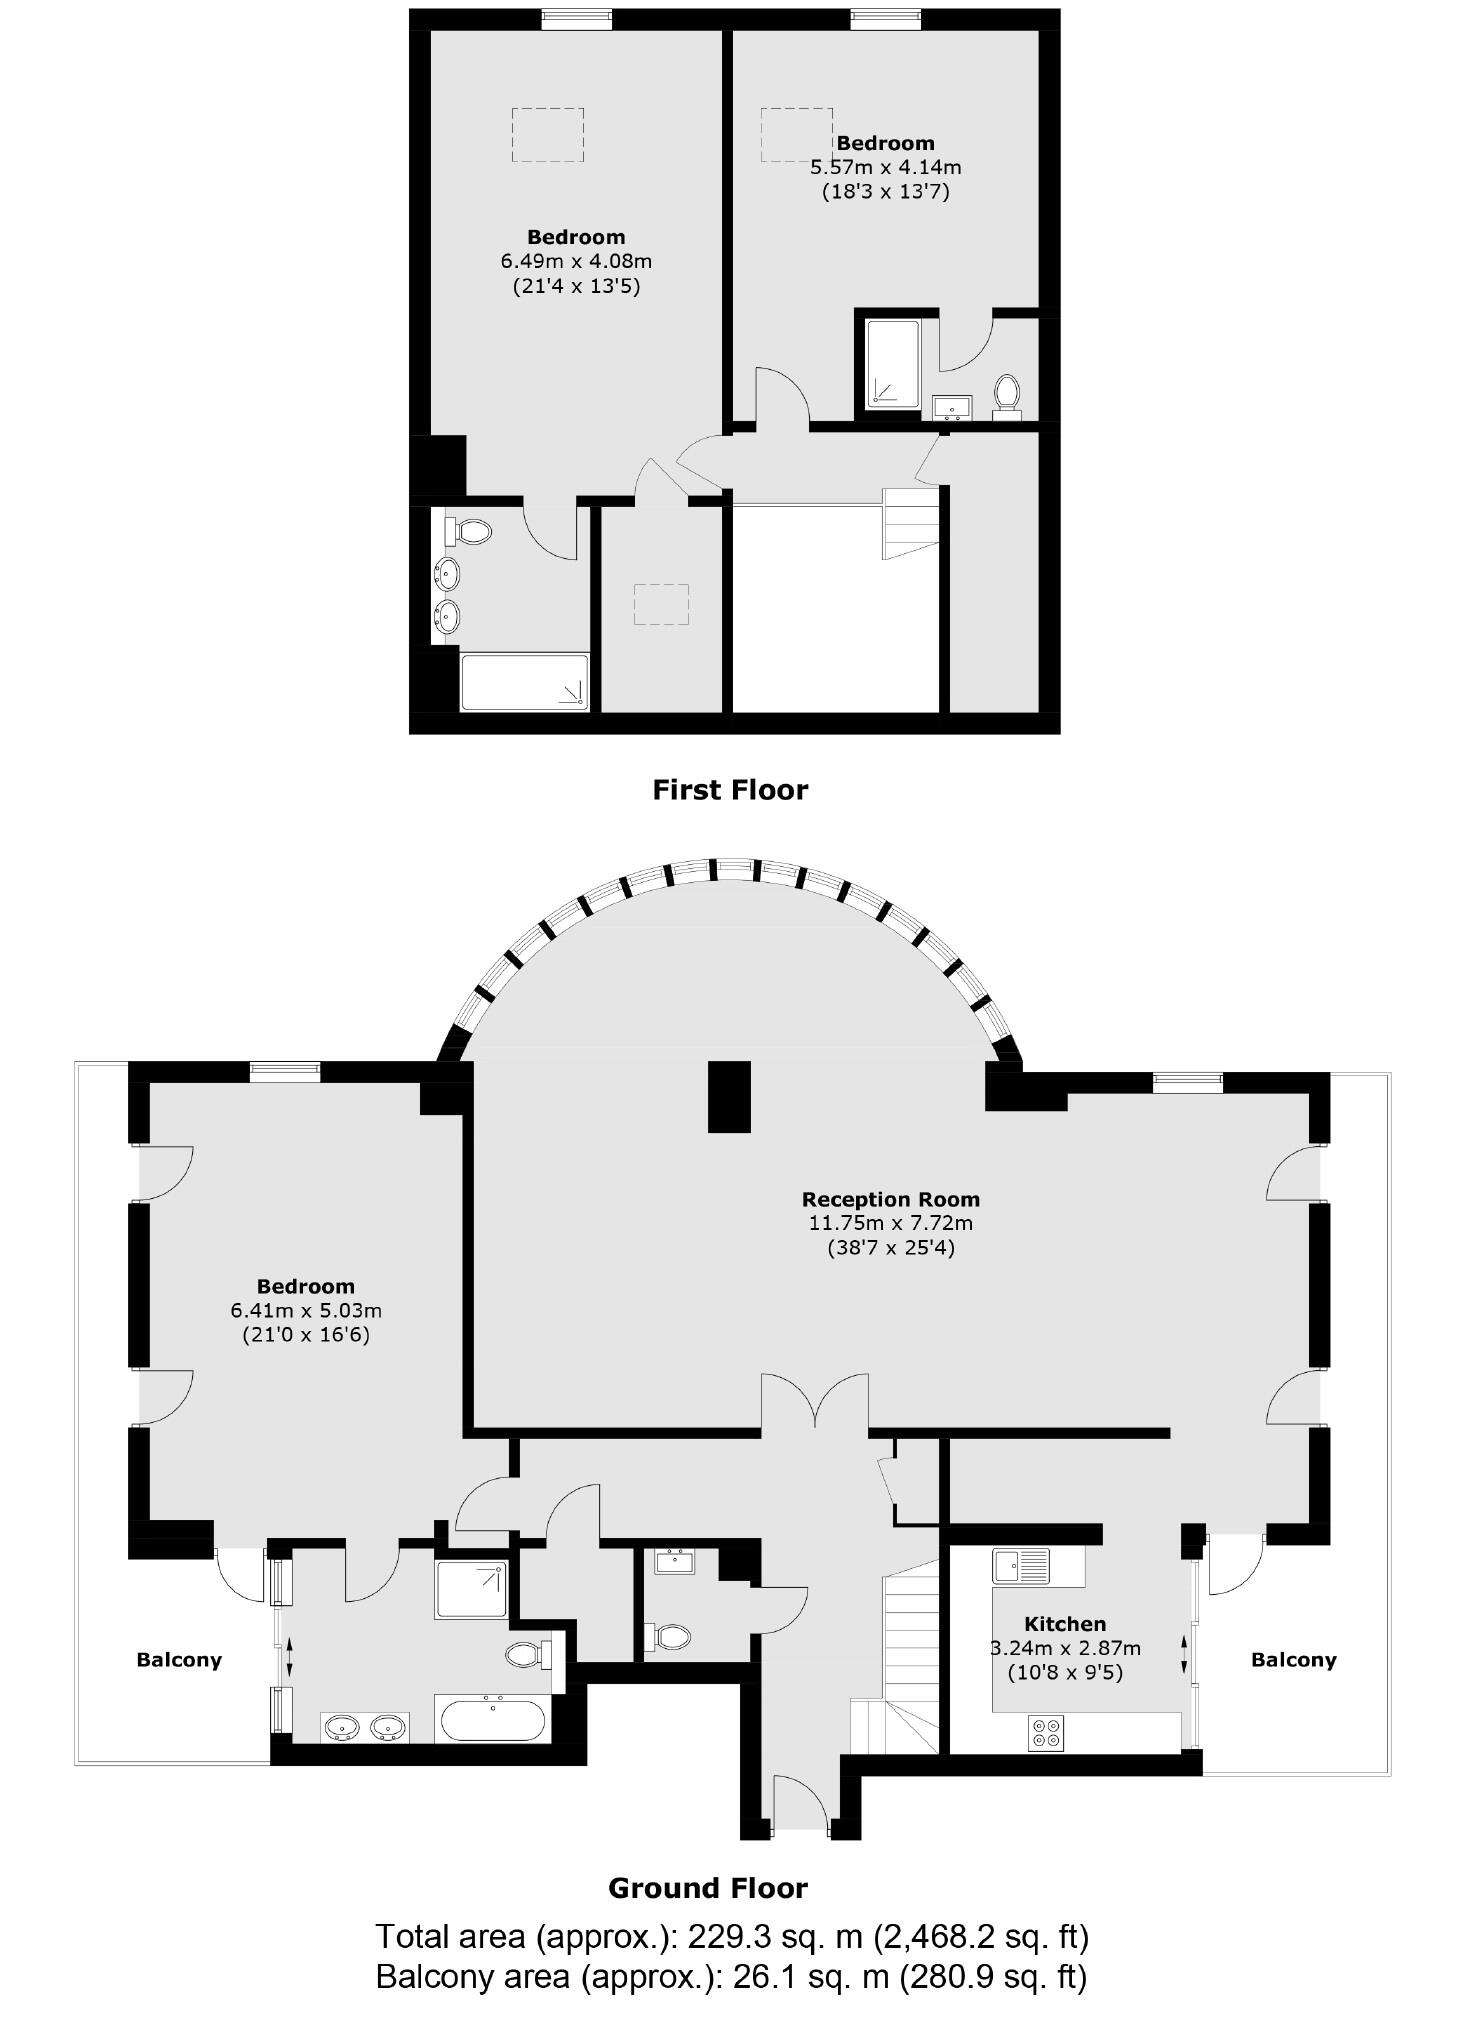 Bedroom
5.57m x 4.14m
(18'3 x 13'7)
Bedroom
6.49m x 4.08m
(21'4 x 13'5)
First Floor
Reception Room
11.75m x 7.72m
(38'7 x 25'4)
Bedroom
6.41m x 5.03m
(21'0 x 16'6)
Kitchen
3.24m x 2.87m
(10'8 x 9'5)
Balcony
Balcony
Ground Floor
Total area (approx.): 229.3 sq. m (2,468.2 sq. ft)
Balcony area (approx.): 26.1 sq. m (280.9 sq. ft)